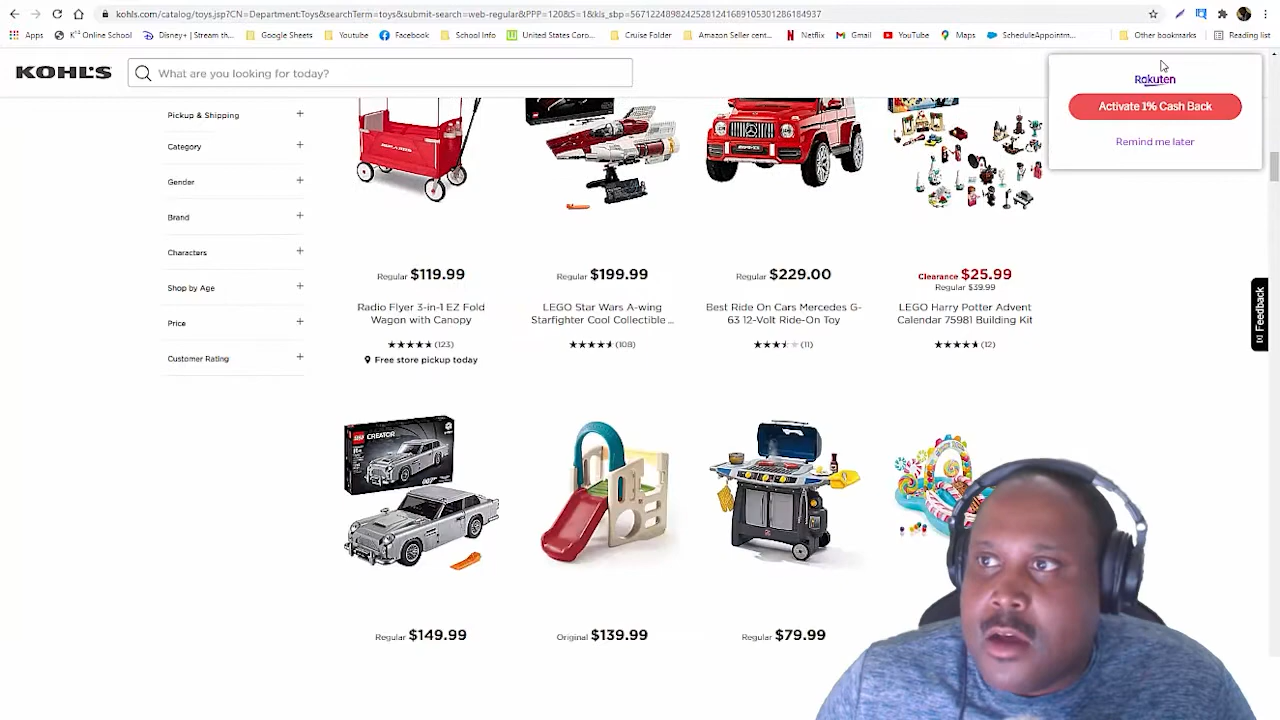 kohls.com/catalog/toys.jsp?CN=Department:Toys&searchTerm=toys&submit-search=web-regular&PPP=120&S=1&kls_sbp=56712248982425281241689105301286184937
Apps K¹² Online School Disney+ | Stream th... Google Sheets Youtube Facebook School Info United States Coro... Cruise Folder Amazon Seller cent... Netflix Gmail YouTube Maps ScheduleAppointm... Other bookmarks Reading list
KOHL'S What are you looking for today?
Rakuten
Activate 1% Cash Back
Remind me later
Pickup & Shipping +
Category +
Gender +
Brand +
Characters +
Shop by Age +
Price +
Customer Rating +
Regular $119.99
Radio Flyer 3-in-1 EZ Fold
Wagon with Canopy
(123)
Free store pickup today
Regular $199.99
LEGO Star Wars A-wing
Starfighter Cool Collectible ...
(108)
Regular $229.00
Best Ride On Cars Mercedes G-
63 12-Volt Ride-On Toy
(11)
Clearance $25.99
Regular $39.99
LEGO Harry Potter Advent
Calendar 75981 Building Kit
(12)
Feedback
CREATOR
007
Regular $149.99
Original $139.99
Regular $79.99